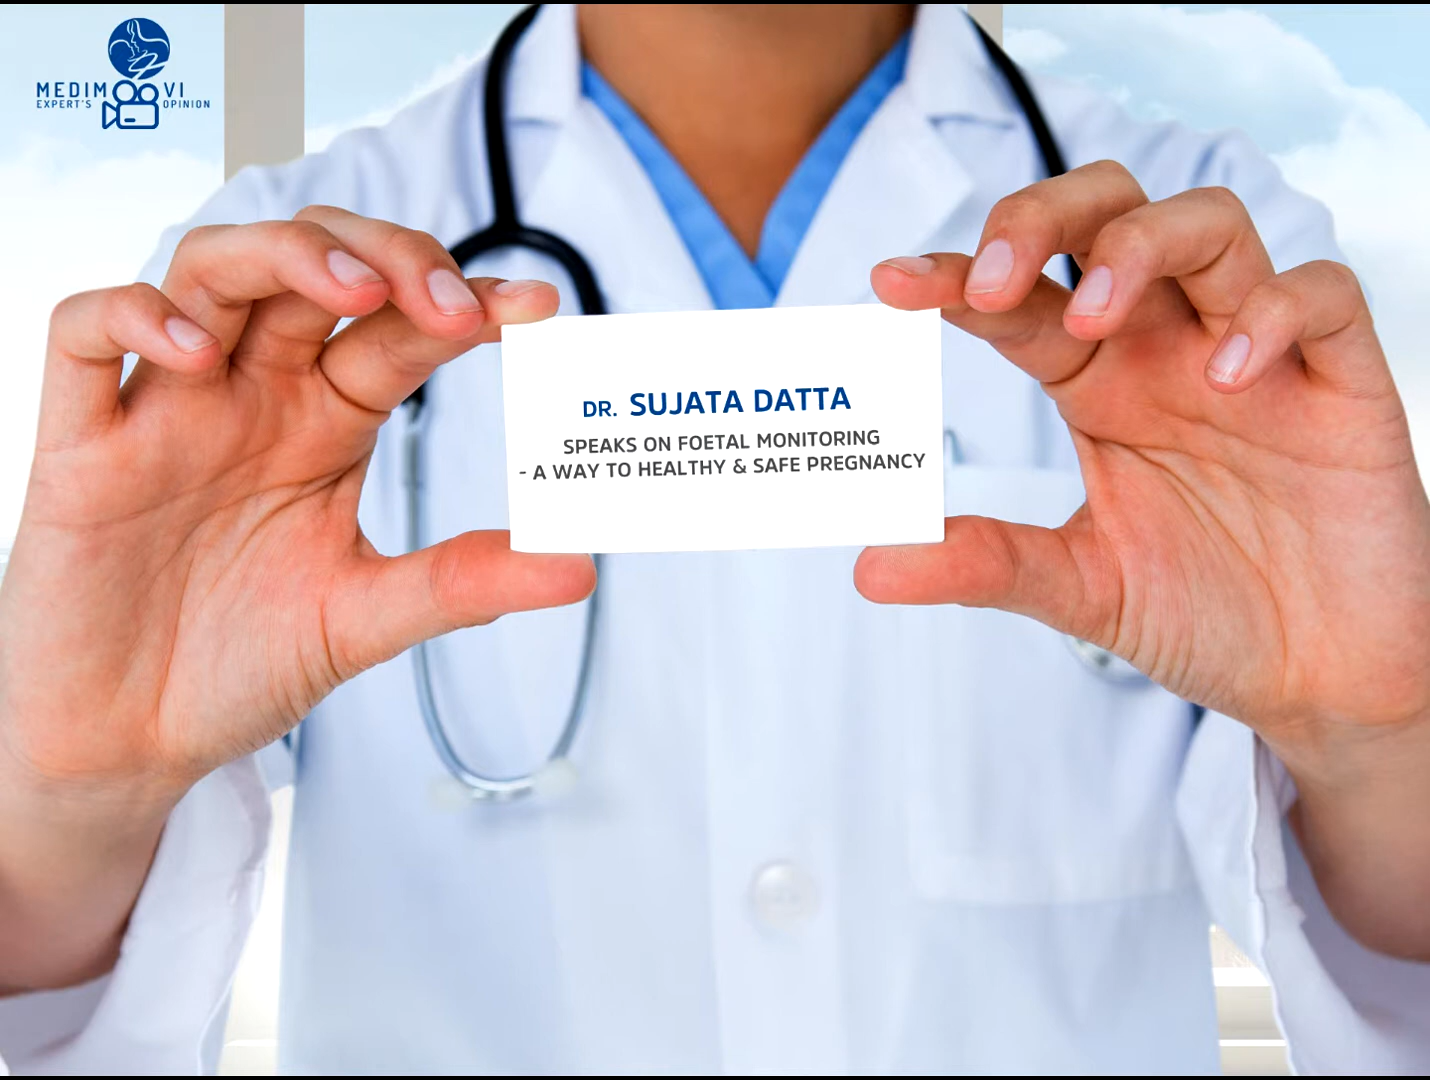 MEDIMOOVI
EXPERT'S OPINION
DR. SUJATA DATTA
SPEAKS ON FOETAL MONITORING
- A WAY TO HEALTHY & SAFE PREGNANCY